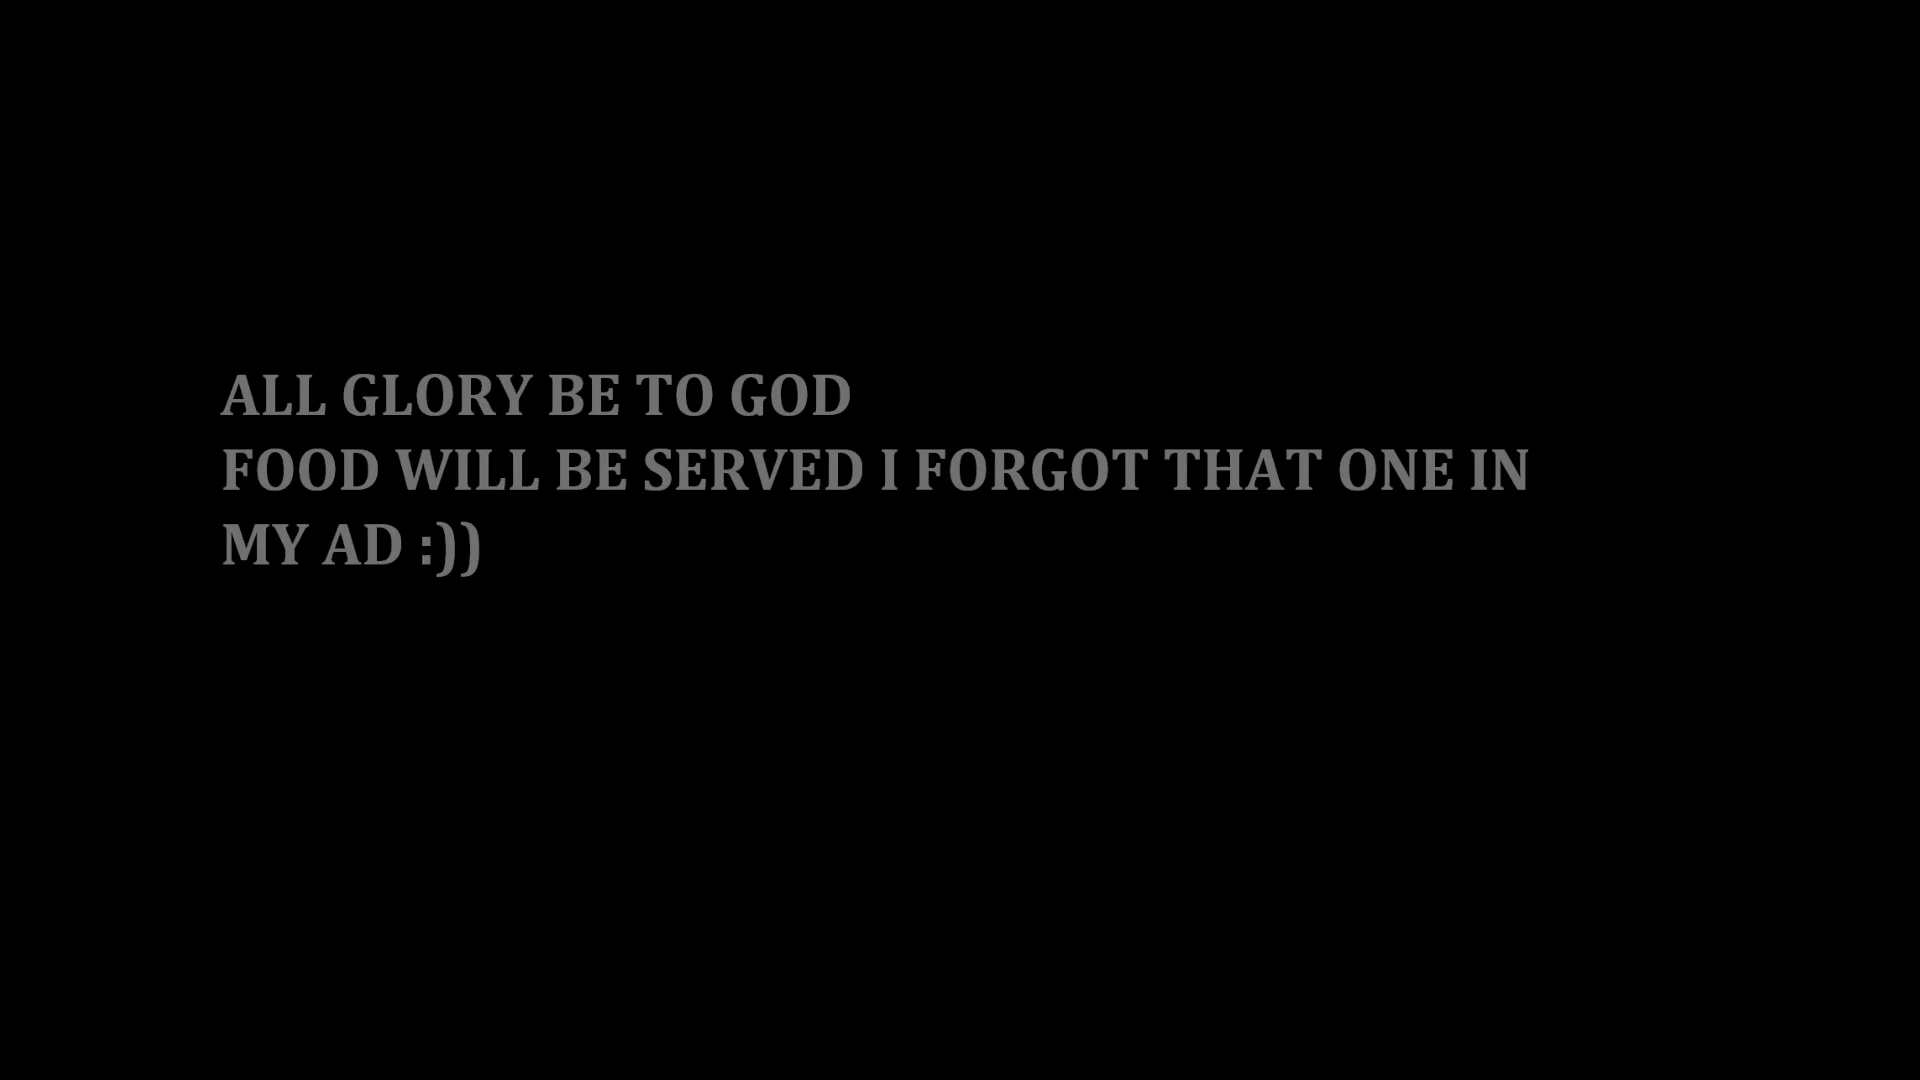 ALL GLORY BE TO GOD
FOOD WILL BE SERVED I FORGOT THAT ONE IN
MY AD :))